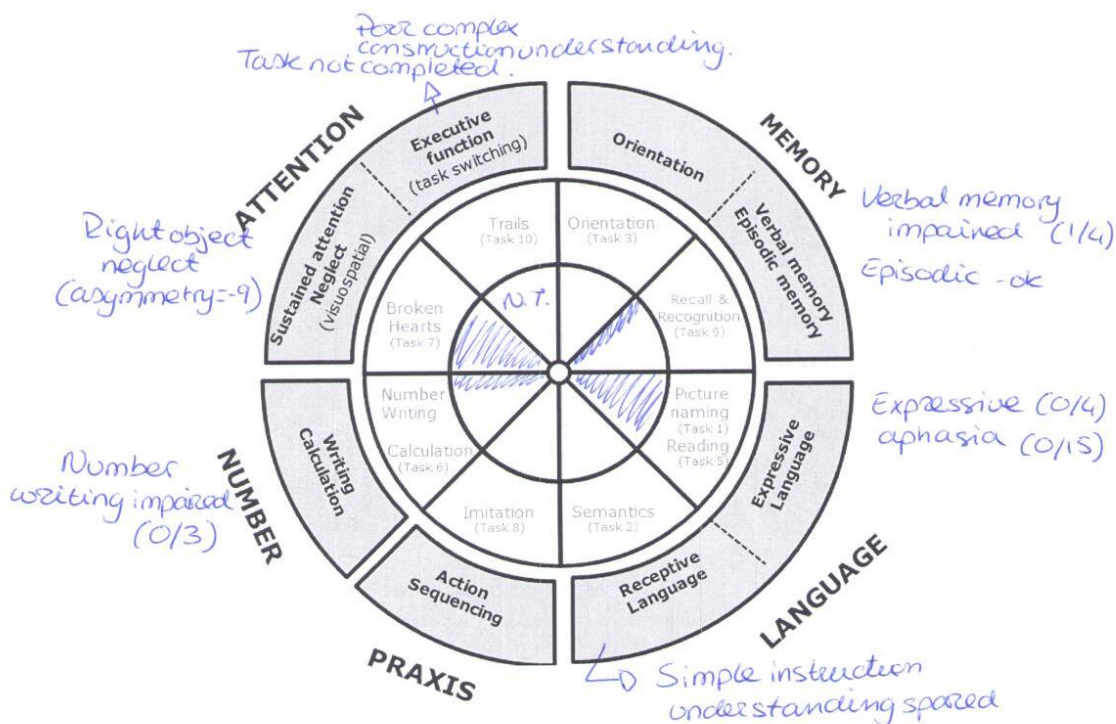 Poor complex
construction understanding.
Task not completed.
ATTENTION
Executive
function
(task switching)
Sustained attention
Neglect
(visuospatial)
Right object
neglect
(asymmetry=-9)
MEMORY
Orientation
Verbal memory
Episodic memory
Verbal memory
impaired (1/4)
Episodic - ok
Trails
(Task 10)
Orientation
(Task 3)
N.T.
Broken
Hearts
(Task 7)
Recall &
Recognition
(Task 9)
Number
Writing
Calculation
(Task 6)
Picture
naming
(Task 1)
Reading
(Task 5)
Imitation
(Task 8)
Semantics
(Task 2)
Writing
Calculation
NUMBER
Number
writing impaired
(0/3)
Expressive
Language
Expressive (0/4)
aphasia (0/15)
Action
Sequencing
PRAXIS
Receptive
Language
LANGUAGE
Simple instruction
understanding spared